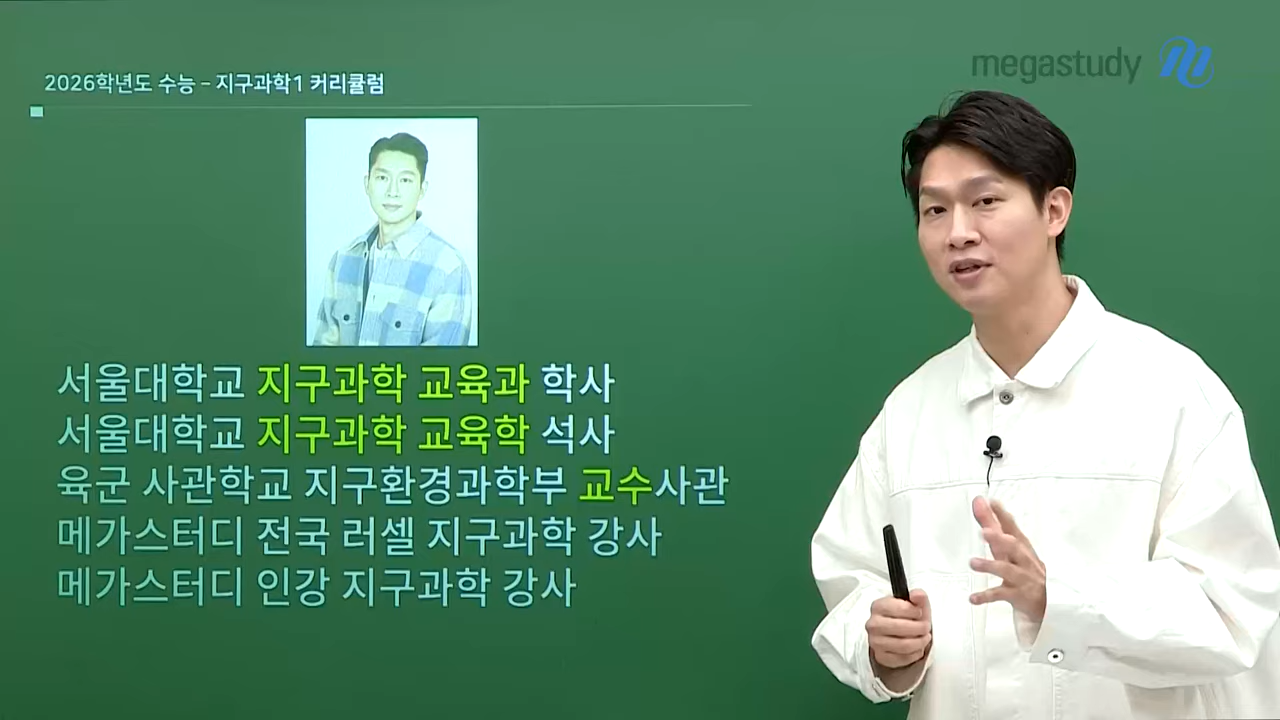 megastudy
2026학년도 수능 – 지구과학1 커리큘럼
서울대학교 지구과학 교육과 학사
서울대학교 지구과학 교육학 석사
육군 사관학교 지구환경과학부 교수사관
메가스터디 전국 러셀 지구과학 강사
메가스터디 인강 지구과학 강사